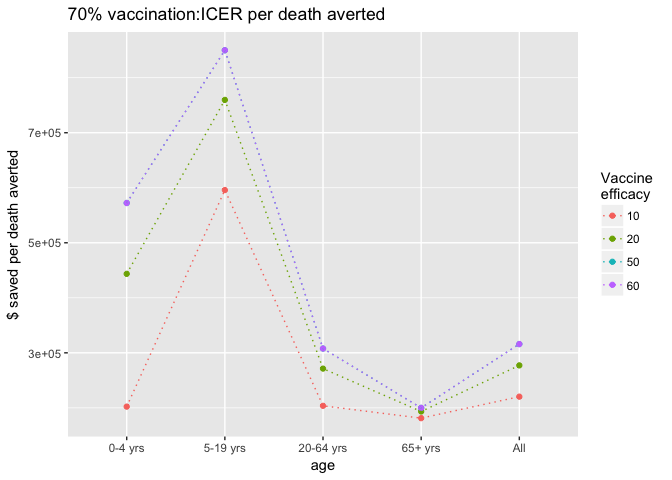 70% vaccination:ICER per death averted
$ saved per death averted
7e+05
5e+05
3e+05
0-4 yrs
5-19 yrs
20-64 yrs
65+ yrs
All
age
Vaccine
efficacy
10
20
50
60